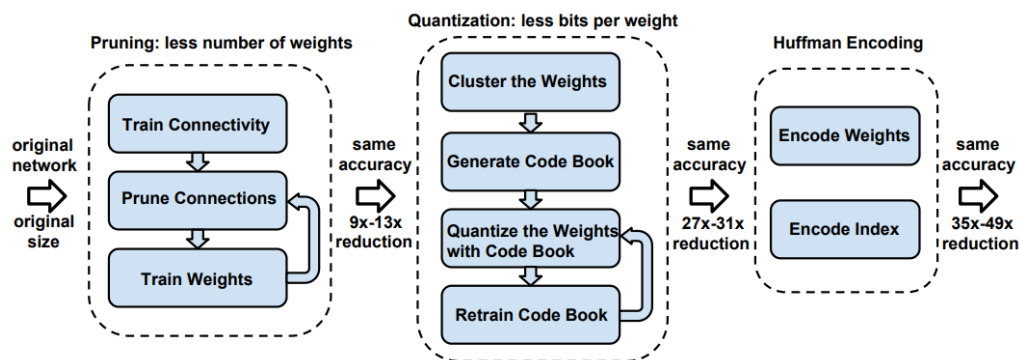 Quantization: less bits per weight
Pruning: less number of weights
Huffman Encoding
original
network
original
size
Train Connectivity
Prune Connections
Train Weights
same
accuracy
9x-13x
reduction
Cluster the Weights
Generate Code Book
Quantize the Weights
with Code Book
Retrain Code Book
same
accuracy
27x-31x
reduction
Encode Weights
Encode Index
same
accuracy
35x-49x
reduction